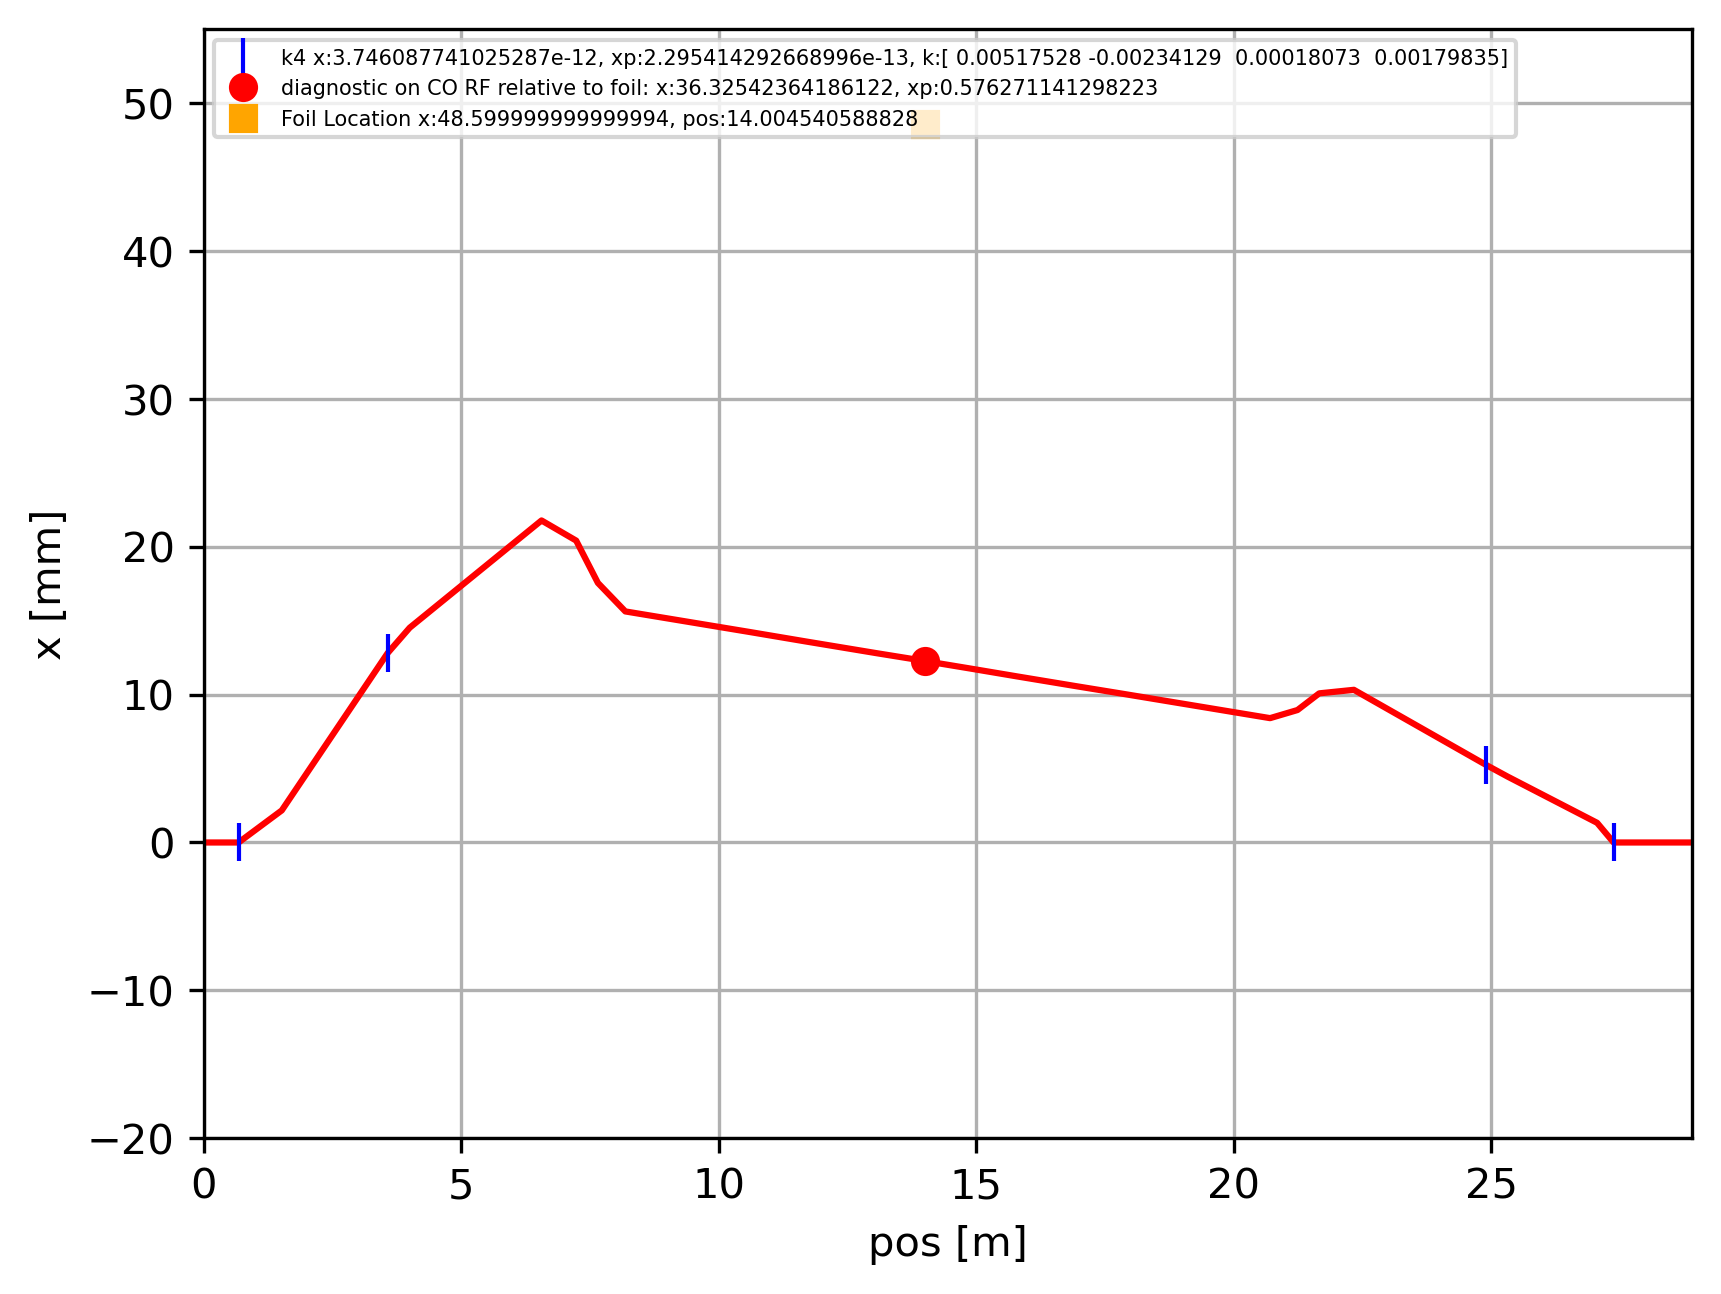 k4 x:3.746087741025287e-12, xp:2.295414292668996e-13, k:[ 0.00517528 -0.00234129  0.00018073  0.00179835]
diagnostic on CO RF relative to foil: x:36.32542364186122, xp:0.576271141298223
Foil Location x:48.599999999999994, pos:14.004540588828
50
40
30
20
10
0
−10
−20
x [mm]
0 5 10 15 20 25
pos [m]